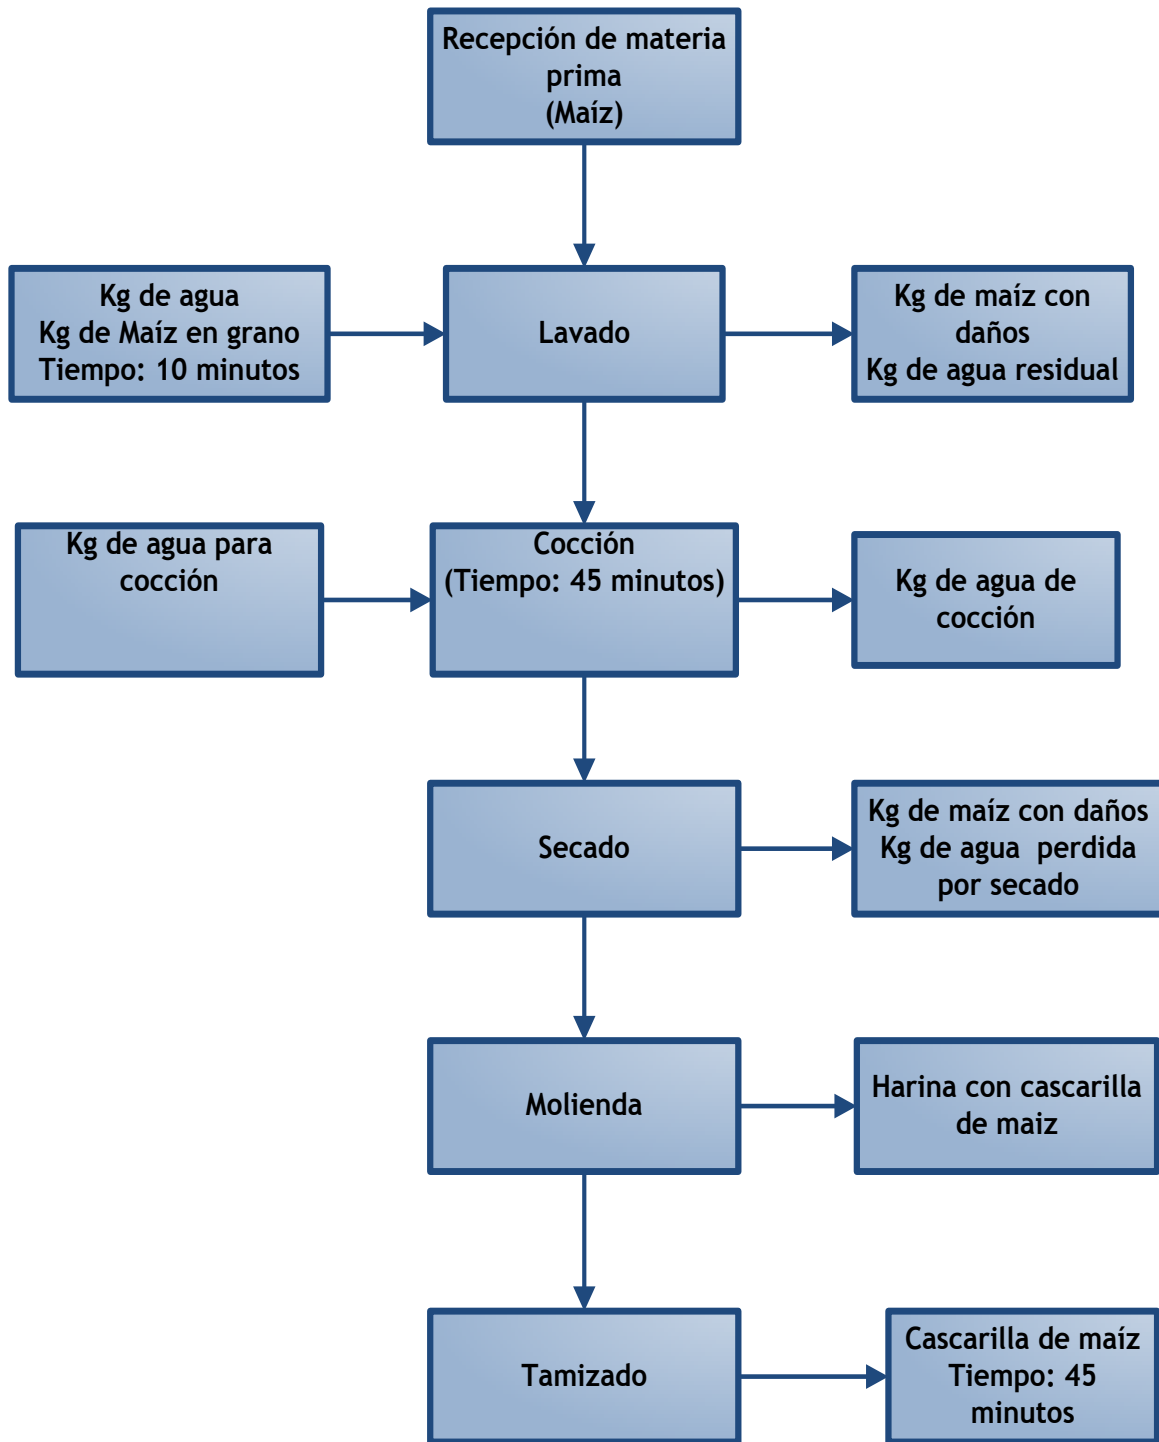 Recepción de materia
prima
(Maíz)
Kg de agua
Kg de Maíz en grano
Tiempo: 10 minutos
Lavado
Kg de maíz con
daños
Kg de agua residual
Kg de agua para
cocción
Cocción
(Tiempo: 45 minutos)
Kg de agua de
cocción
Secado
Kg de maíz con daños
Kg de agua perdida
por secado
Molienda
Harina con cascarilla
de maiz
Tamizado
Cascarilla de maíz
Tiempo: 45
minutos